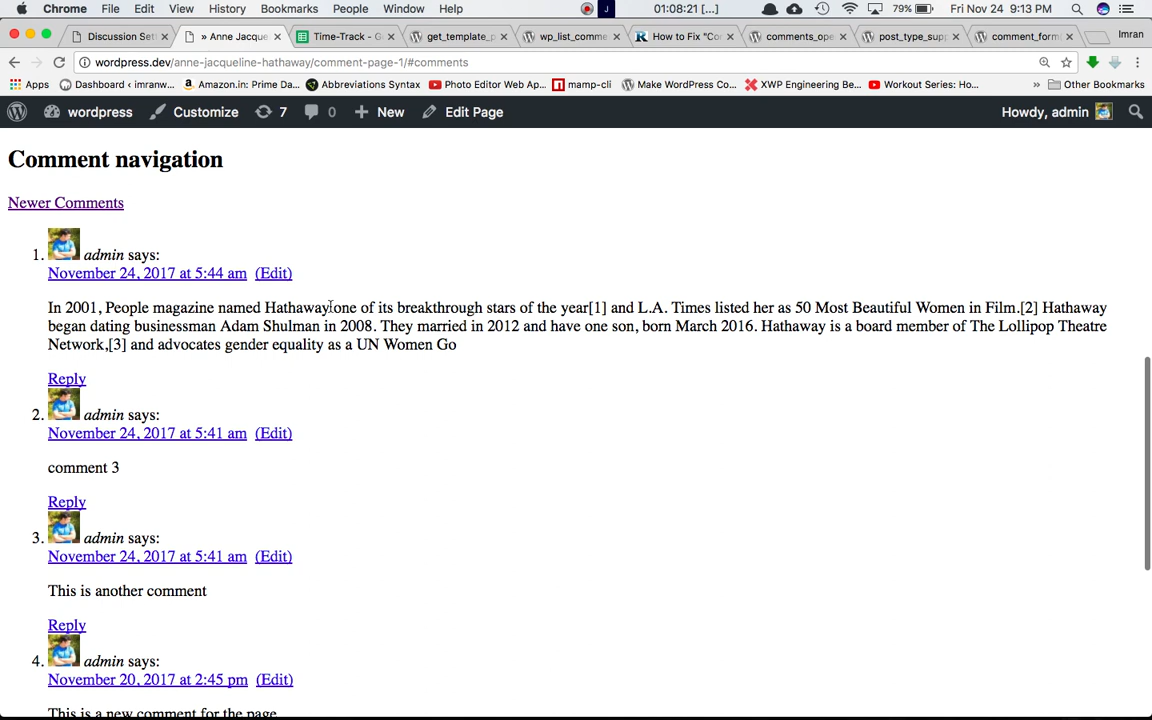 Chrome File Edit View History Bookmarks People Window Help 01:08:21 [...] 79% Fri Nov 24 9:13 PM
Discussion Set » Anne Jacque Time-Track - G get_template_p wp_list_comme How to Fix "Co comments_ope post_type_supp comment_form Imran
wordpress.dev/anne-jacqueline-hathaway/comment-page-1/#comments
Apps Dashboard ‹ imranw... Amazon.in: Prime Da... Abbreviations Syntax Photo Editor Web Ap... mamp-cli Make WordPress Co... XWP Engineering Be... Workout Series: Ho... » Other Bookmarks
wordpress Customize 7 0 New Edit Page Howdy, admin
Comment navigation
Newer Comments
1. admin says:
November 24, 2017 at 5:44 am (Edit)
In 2001, People magazine named Hathaway one of its breakthrough stars of the year[1] and L.A. Times listed her as 50 Most Beautiful Women in Film.[2] Hathaway
began dating businessman Adam Shulman in 2008. They married in 2012 and have one son, born March 2016. Hathaway is a board member of The Lollipop Theatre
Network,[3] and advocates gender equality as a UN Women Go
Reply
2. admin says:
November 24, 2017 at 5:41 am (Edit)
comment 3
Reply
3. admin says:
November 24, 2017 at 5:41 am (Edit)
This is another comment
Reply
4. admin says:
November 20, 2017 at 2:45 pm (Edit)
This is a new comment for the page